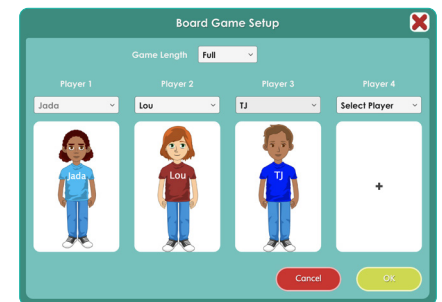 Board Game Setup
Game Length Full
Player 1 Player 2 Player 3 Player 4
Jada Lou TJ Select Player
Jada Lou TJ +
Cancel OK